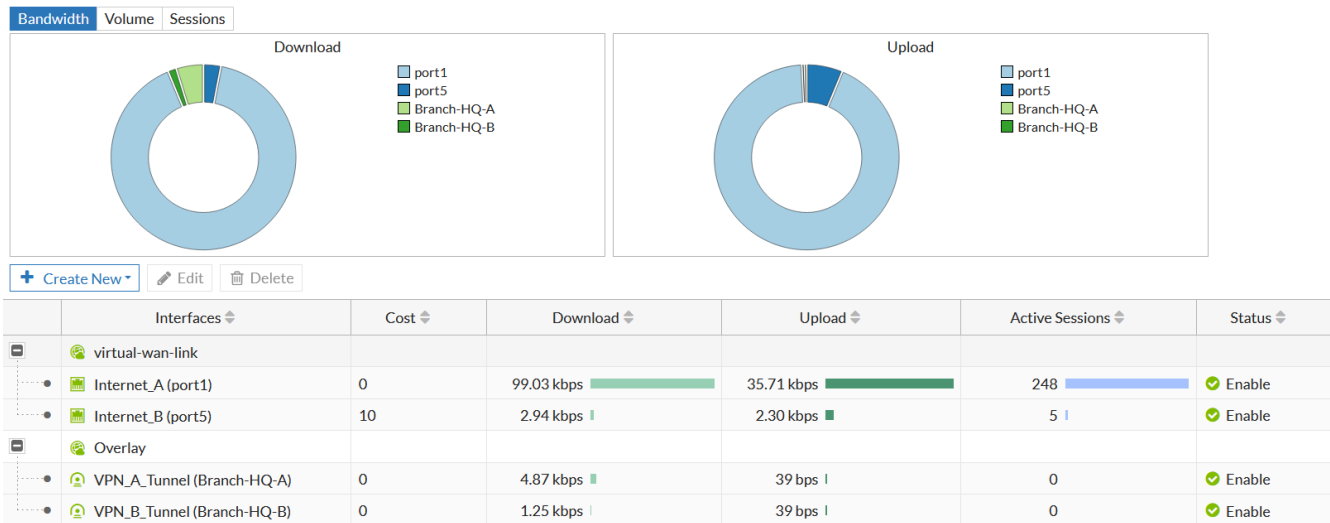 Bandwidth Volume Sessions
Download
port1
port5
Branch-HQ-A
Branch-HQ-B
Upload
port1
port5
Branch-HQ-A
Branch-HQ-B
Create New Edit Delete
Interfaces Cost Download Upload Active Sessions Status
virtual-wan-link
Internet_A (port1) 0 99.03 kbps 35.71 kbps 248 Enable
Internet_B (port5) 10 2.94 kbps 2.30 kbps 5 Enable
Overlay
VPN_A_Tunnel (Branch-HQ-A) 0 4.87 kbps 39 bps 0 Enable
VPN_B_Tunnel (Branch-HQ-B) 0 1.25 kbps 39 bps 0 Enable